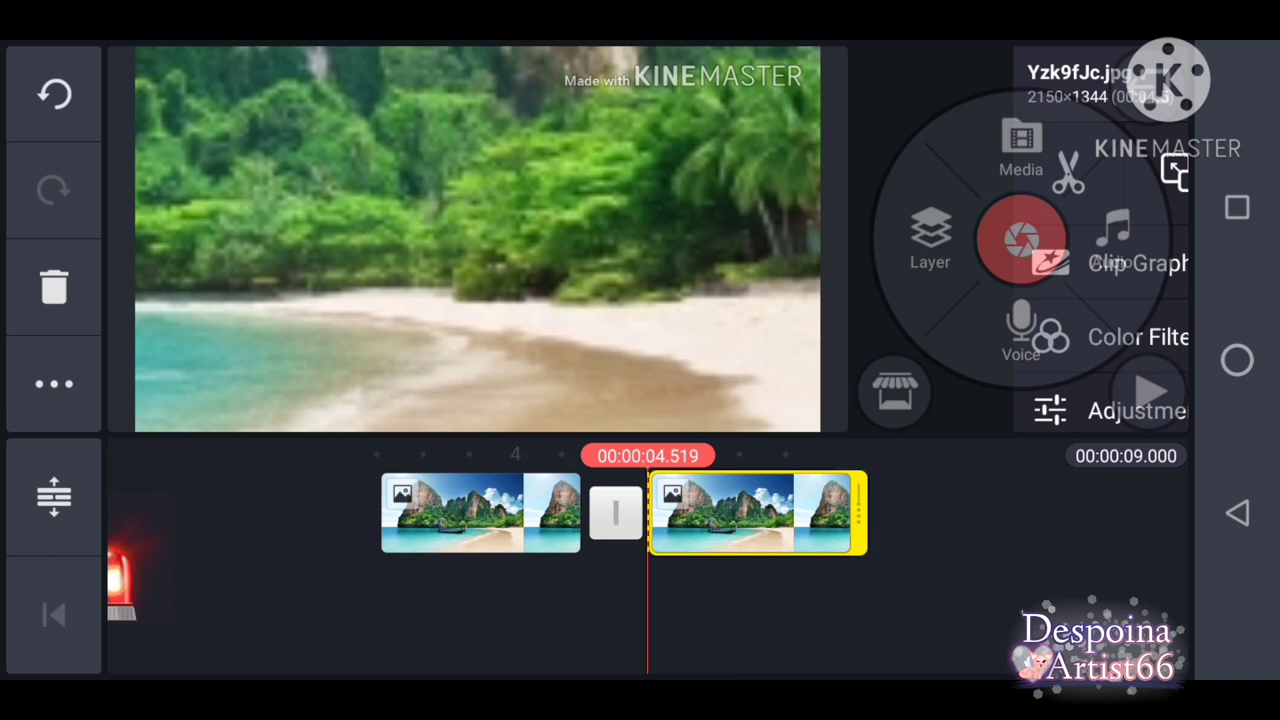 Made with KINEMASTER
Yzk9fJc.jpg
2150×1344 (00:04.5)
K
KINEMASTER
Media
Layer
Audio
Clip Graph
Voice
Color Filte
Adjustme
4
00:00:04.519
00:00:09.000
Despoina
Artist66